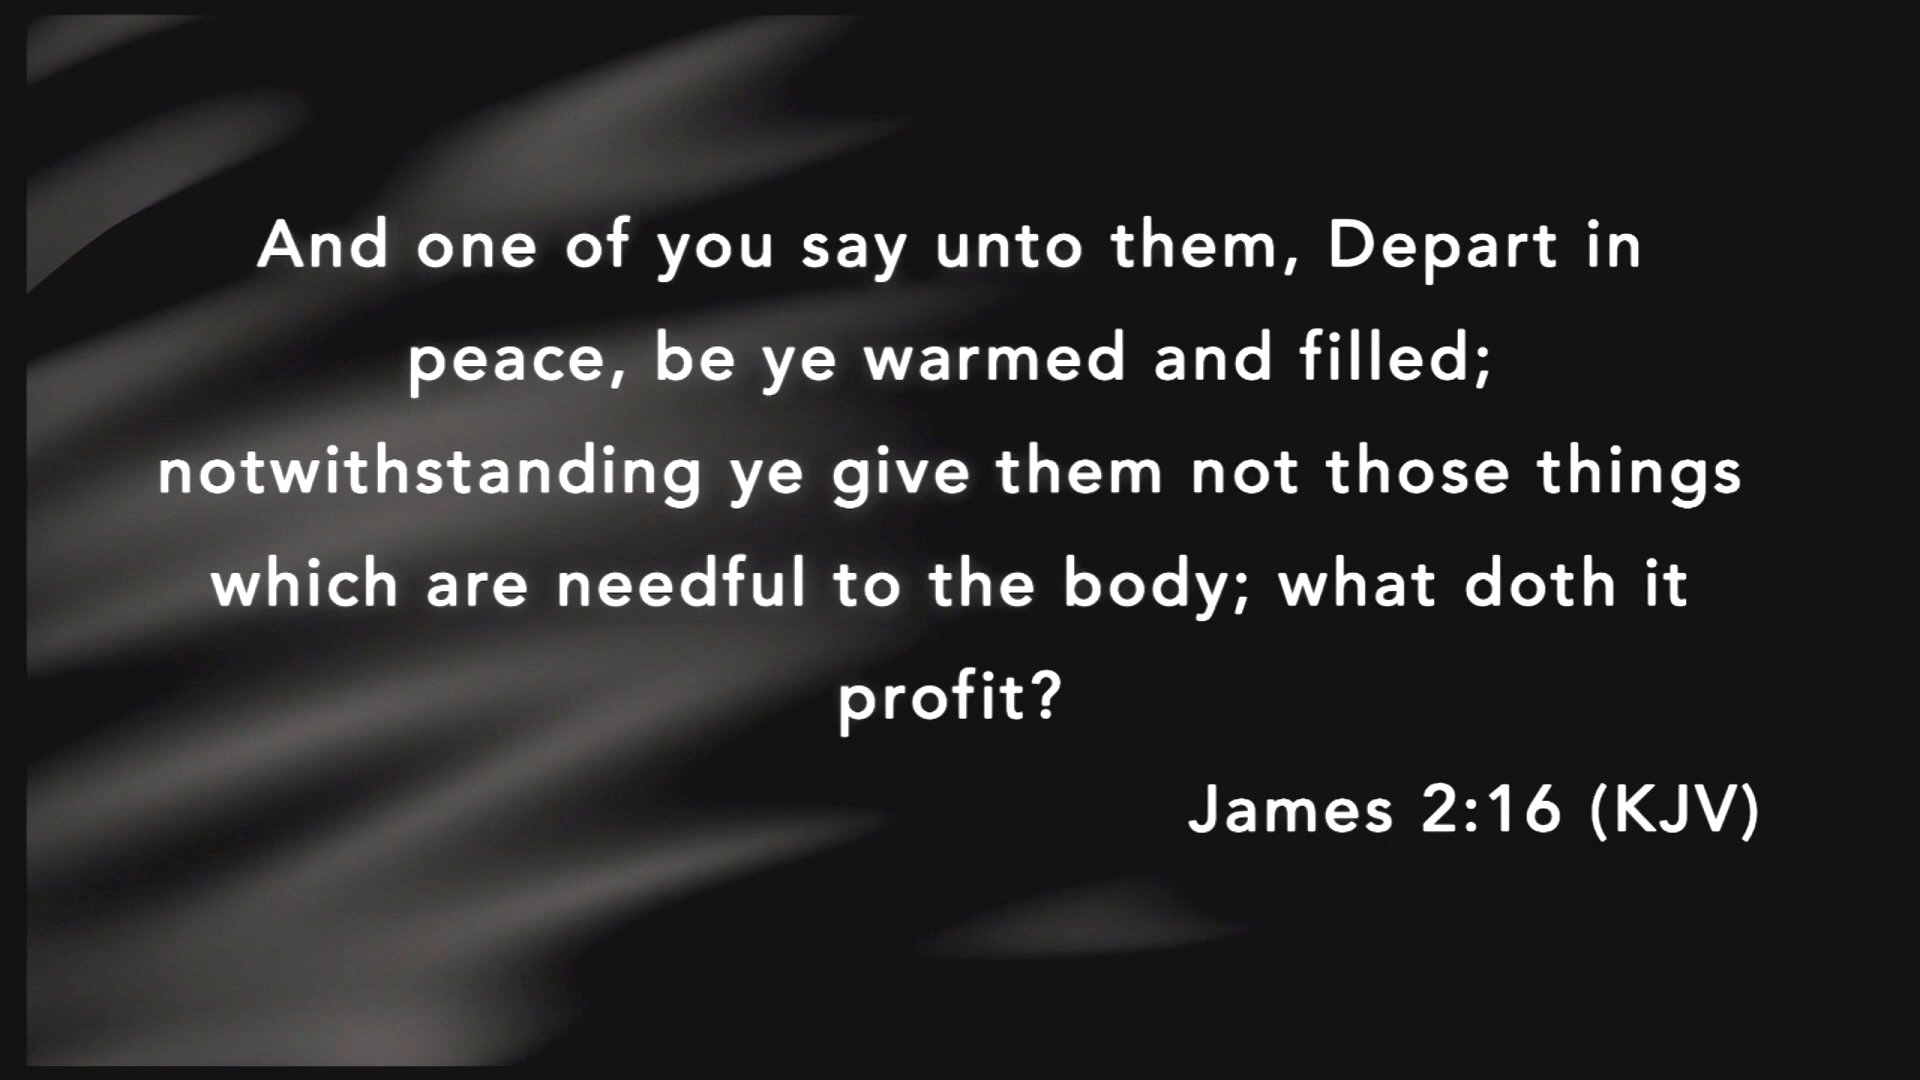 And one of you say unto them, Depart in
peace, be ye warmed and filled;
notwithstanding ye give them not those things
which are needful to the body; what doth it
profit?
James 2:16 (KJV)